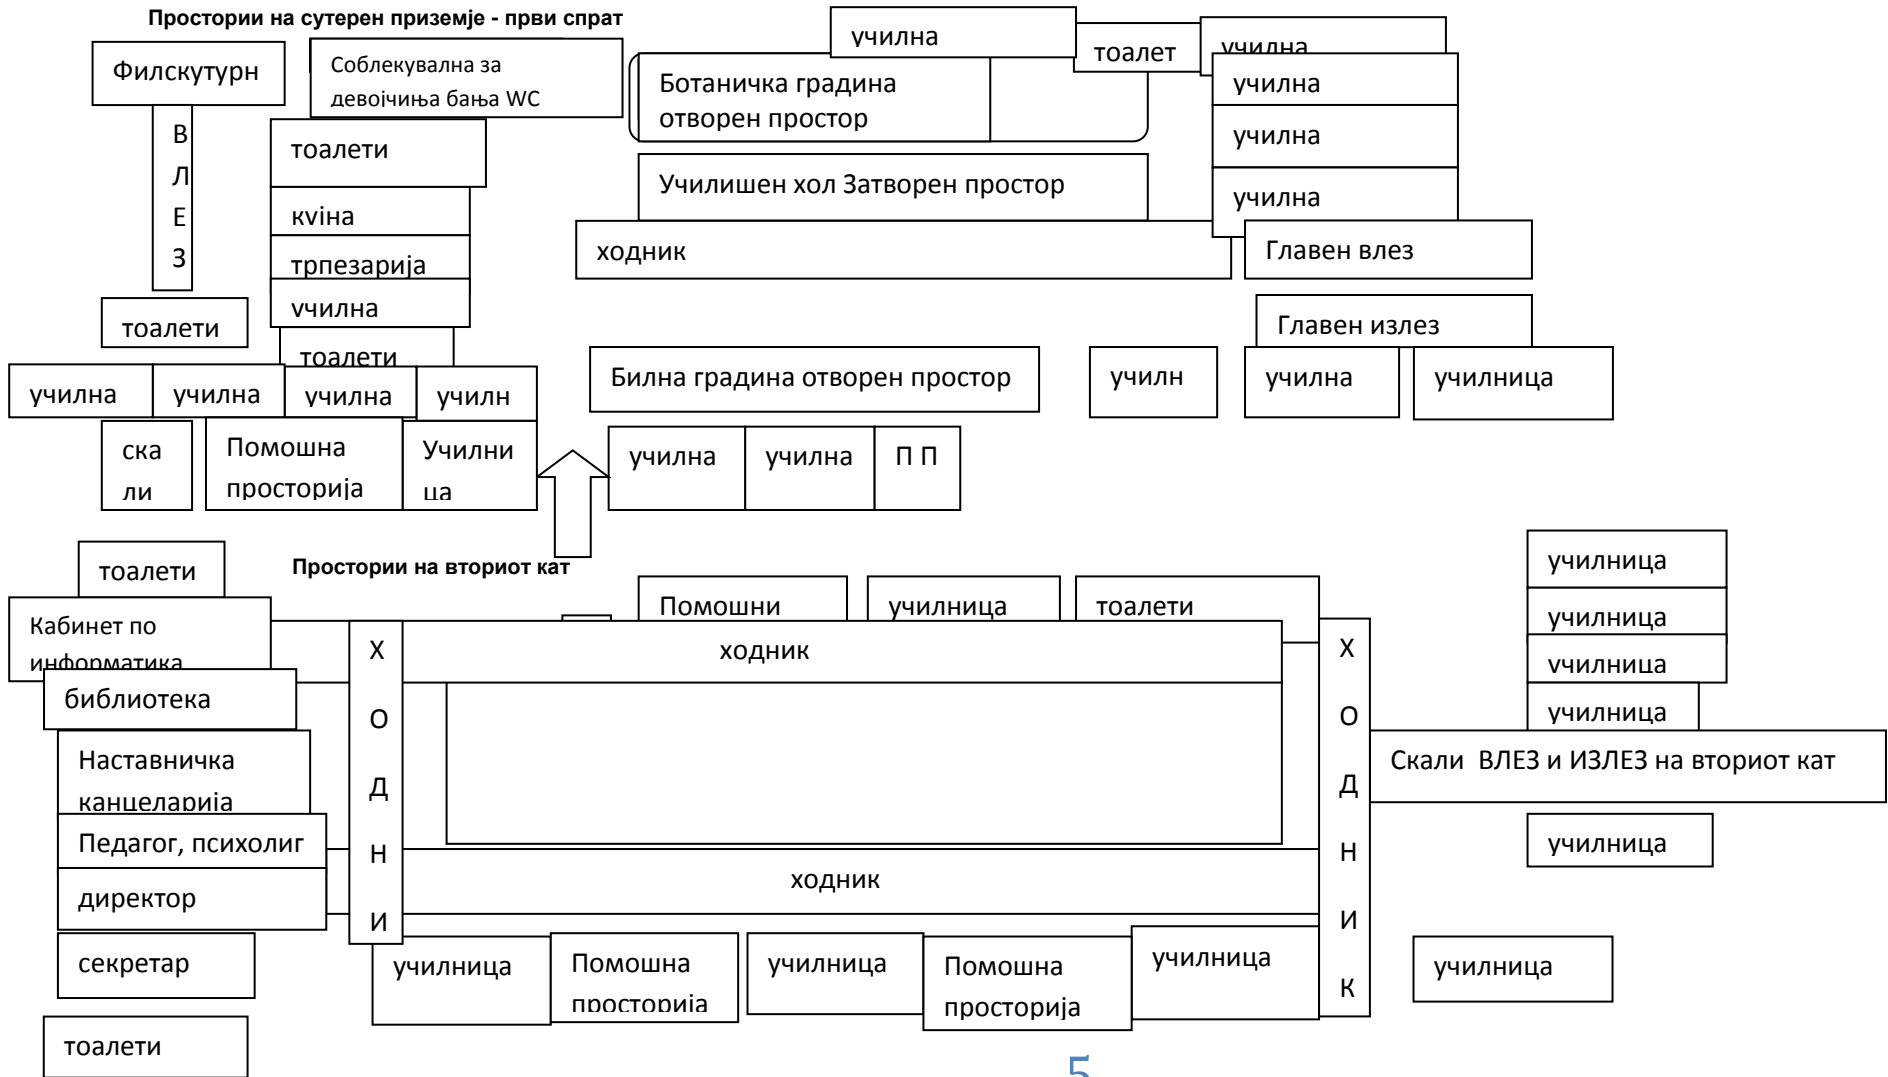 Простории на сутерен приземје - први спрат
училна
тоалет
училна
Филскутурн
Соблекувална за
девојчиња бања WC
Ботаничка градина
отворен простор
училна
В
Л
Е
З
тоалети
училна
Училишен хол Затворен простор
училна
куіна
ходник
Главен влез
трпезарија
училна
тоалети
Главен излез
тоалети
Билна градина отворен простор
училн
училна
училница
училна
училна
училна
училн
ска
ли
Помошна
просторија
Училни
ца
училна
училна
П П
Простории на вториот кат
тоалети
училница
Помошни
училница
тоалети
училница
Кабинет по
информатика
Х
О
Д
Н
И
ходник
Х
О
Д
Н
И
К
училница
библиотека
училница
Наставничка
канцеларија
Скали ВЛЕЗ и ИЗЛЕЗ на вториот кат
Педагог, психолиг
училница
директор
ходник
секретар
училница
Помошна
просторија
училница
Помошна
просторија
училница
училница
тоалети
5